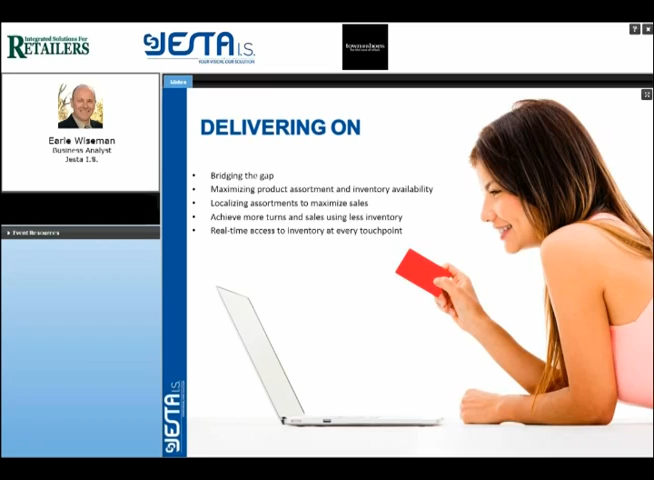 Integrated Solutions For
RETAILERS
JESTA I.S.
YOUR VISION, OUR SOLUTION
Earle Wiseman
Business Analyst
Jesta I.S.
Event Resources
Slides
DELIVERING ON
• Bridging the gap
• Maximizing product assortment and inventory availability
• Localizing assortments to maximize sales
• Achieve more turns and sales using less inventory
• Real-time access to inventory at every touchpoint
JESTA I.S.